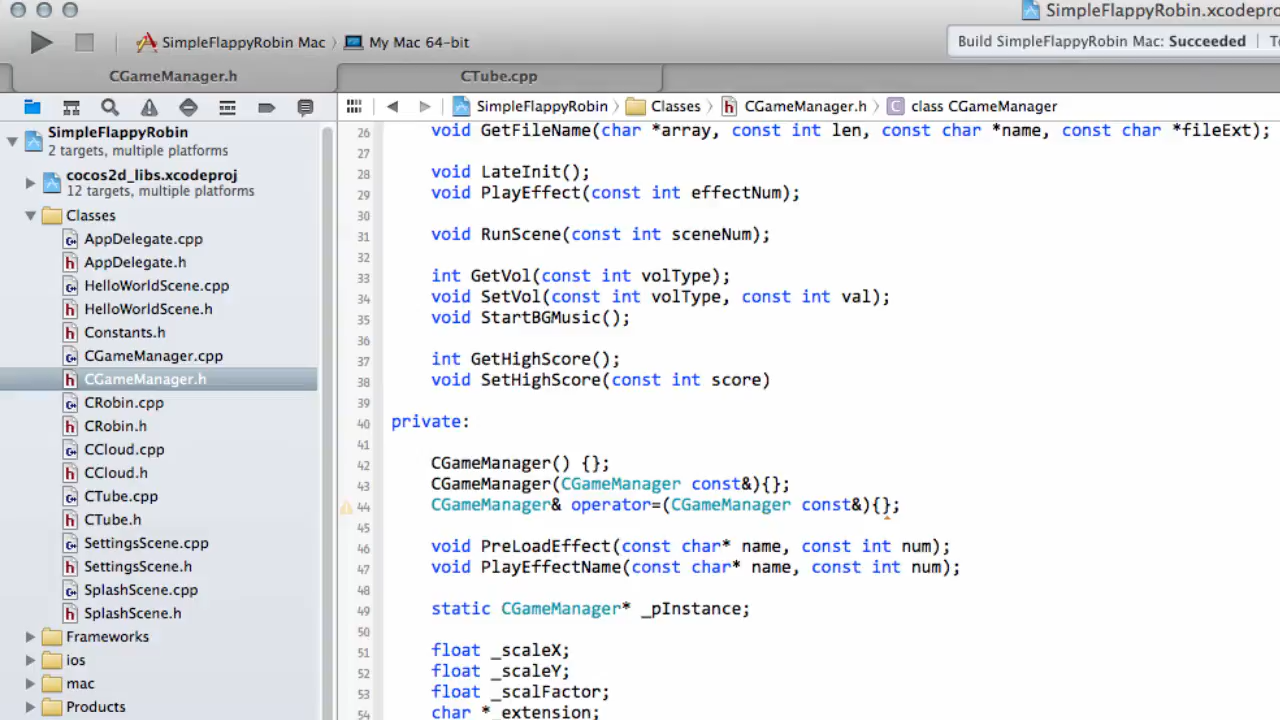 SimpleFlappyRobin.xcodepro
SimpleFlappyRobin Mac My Mac 64-bit
Build SimpleFlappyRobin Mac: Succeeded
CGameManager.h CTube.cpp
SimpleFlappyRobin Classes CGameManager.h class CGameManager
SimpleFlappyRobin
2 targets, multiple platforms
cocos2d_libs.xcodeproj
12 targets, multiple platforms
Classes
AppDelegate.cpp
AppDelegate.h
HelloWorldScene.cpp
HelloWorldScene.h
Constants.h
CGameManager.cpp
CGameManager.h
CRobin.cpp
CRobin.h
CCloud.cpp
CCloud.h
CTube.cpp
CTube.h
SettingsScene.cpp
SettingsScene.h
SplashScene.cpp
SplashScene.h
Frameworks
ios
mac
Products
26 void GetFileName(char *array, const int len, const char *name, const char *fileExt);
27
28 void LateInit();
29 void PlayEffect(const int effectNum);
30
31 void RunScene(const int sceneNum);
32
33 int GetVol(const int volType);
34 void SetVol(const int volType, const int val);
35 void StartBGMusic();
36
37 int GetHighScore();
38 void SetHighScore(const int score)
39
40 private:
41
42 CGameManager() {};
43 CGameManager(CGameManager const&){};
44 CGameManager& operator=(CGameManager const&){};
45
46 void PreLoadEffect(const char* name, const int num);
47 void PlayEffectName(const char* name, const int num);
48
49 static CGameManager* _pInstance;
50
51 float _scaleX;
52 float _scaleY;
53 float _scalFactor;
54 char *_extension;